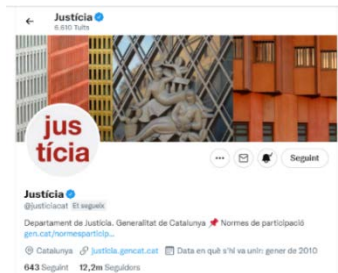 Justícia
6.610 Tuits
jus
tícia
Seguint
Justícia
@justiciacat Et segueix
Departament de Justícia. Generalitat de Catalunya 📌 Normes de participació
gen.cat/normesparticip...
Catalunya justicia.gencat.cat Data en què s'hi va unir: gener de 2010
643 Seguint 12,2m Seguidors